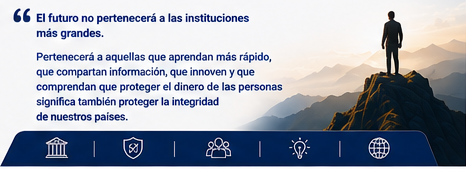 “ El futuro no pertenecerá a las instituciones
más grandes.
Pertenecerá a aquellas que aprendan más rápido,
que compartan información, que innoven y que
comprendan que proteger el dinero de las personas
significa también proteger la integridad
de nuestros países.